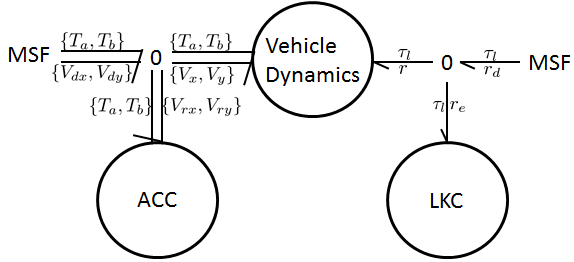 MSF {T_a, T_b} 0 {T_a, T_b} Vehicle Dynamics τ_l 0 τ_l MSF
{V_dx, V_dy} {V_x, V_y} r r_d
{T_a, T_b} {V_rx, V_ry} τ_l r_e
ACC LKC